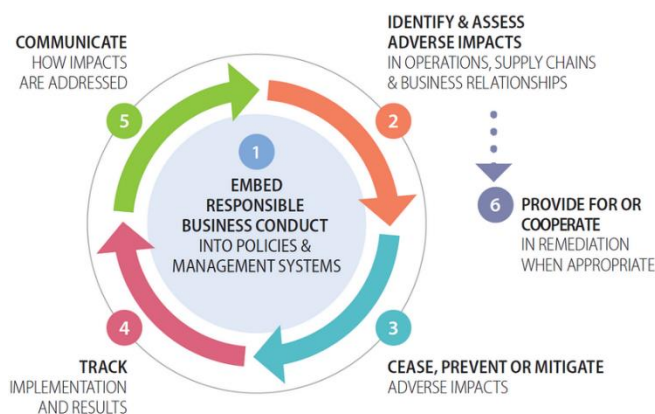 COMMUNICATE
HOW IMPACTS
ARE ADDRESSED
5
IDENTIFY & ASSESS
ADVERSE IMPACTS
IN OPERATIONS, SUPPLY CHAINS
& BUSINESS RELATIONSHIPS
2
1
EMBED
RESPONSIBLE
BUSINESS CONDUCT
INTO POLICIES &
MANAGEMENT SYSTEMS
6
PROVIDE FOR OR
COOPERATE
IN REMEDIATION
WHEN APPROPRIATE
4
TRACK
IMPLEMENTATION
AND RESULTS
3
CEASE, PREVENT OR MITIGATE
ADVERSE IMPACTS